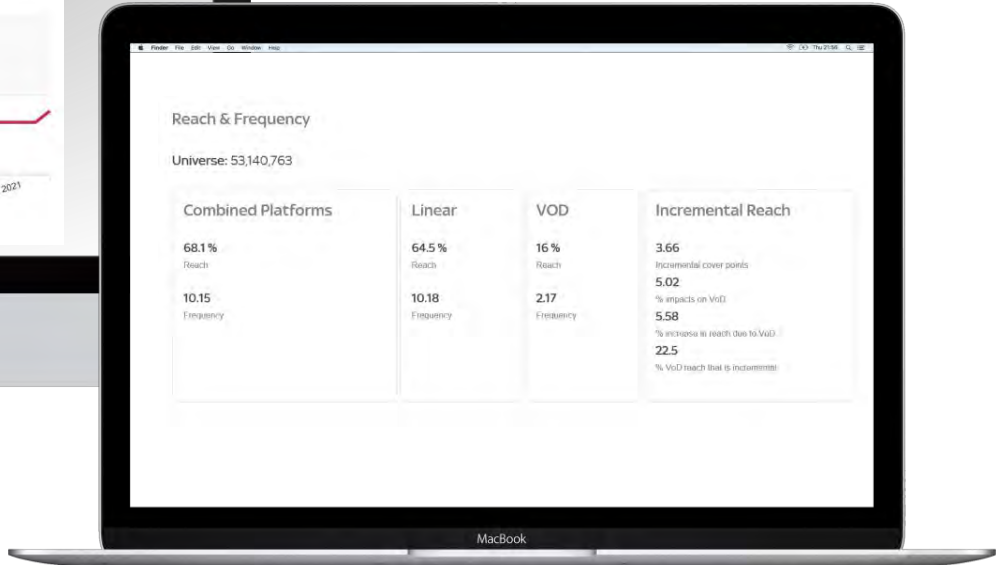 2021
Finder File Edit View Go Window Help
Thu 21:56
Reach & Frequency
Universe: 53,140,763
Combined Platforms
68.1 %
Reach
10.15
Frequency
Linear
64.5 %
Reach
10.18
Frequency
VOD
16 %
Reach
2.17
Frequency
Incremental Reach
3.66
Incremental cover points
5.02
% impacts on VoD
5.58
% increase in reach due to VoD
22.5
% VoD reach that is incremental
MacBook